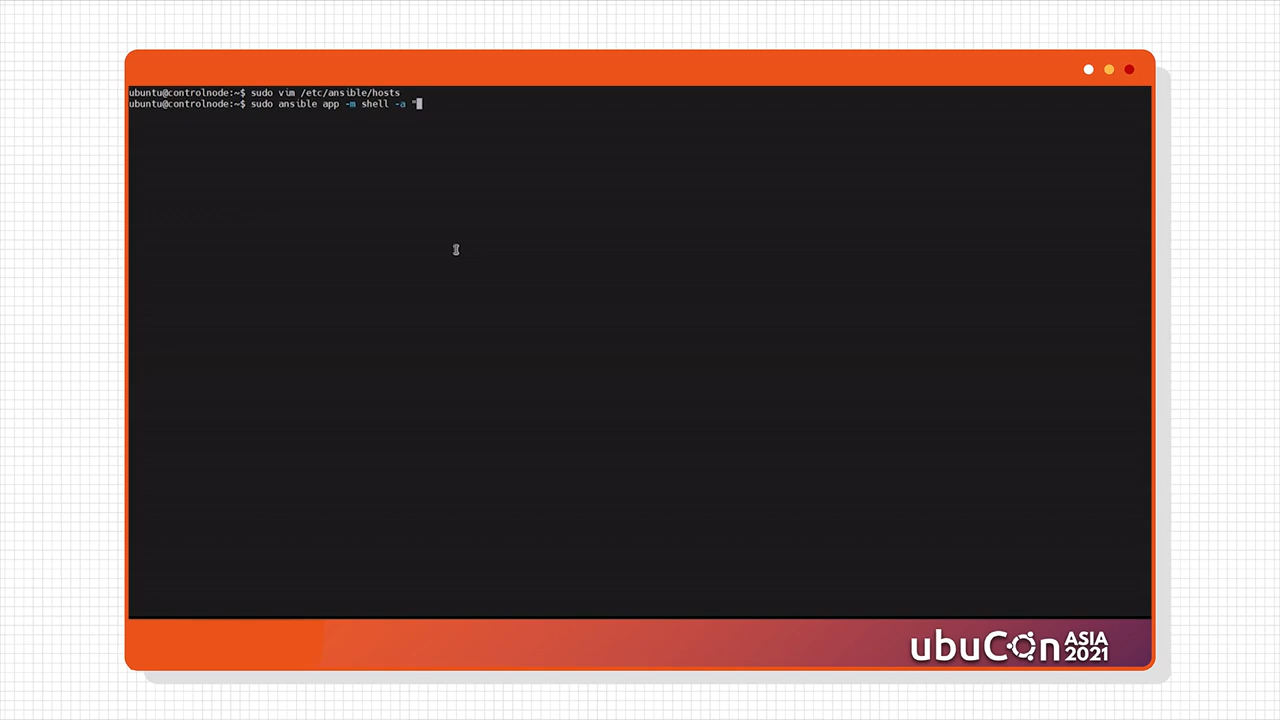 ubuntu@controlnode:~$ sudo vim /etc/ansible/hosts
ubuntu@controlnode:~$ sudo ansible app -m shell -a "
ubuCon ASIA
2021